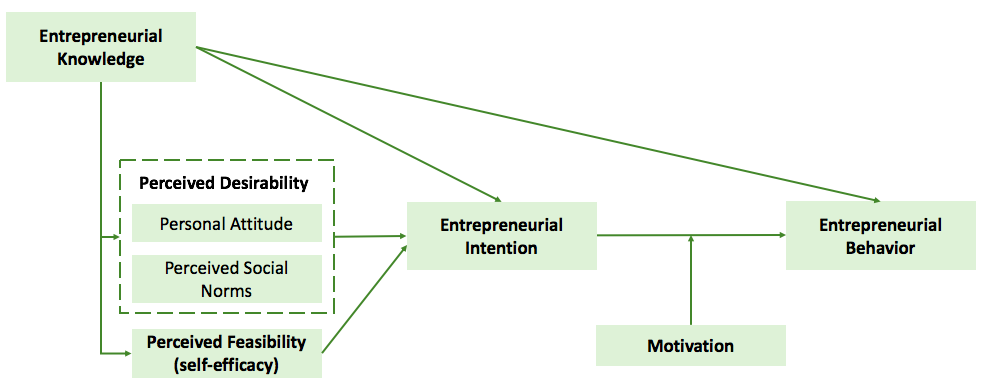 Entrepreneurial
Knowledge
Perceived Desirability
Personal Attitude
Perceived Social
Norms
Perceived Feasibility
(self-efficacy)
Entrepreneurial
Intention
Entrepreneurial
Behavior
Motivation